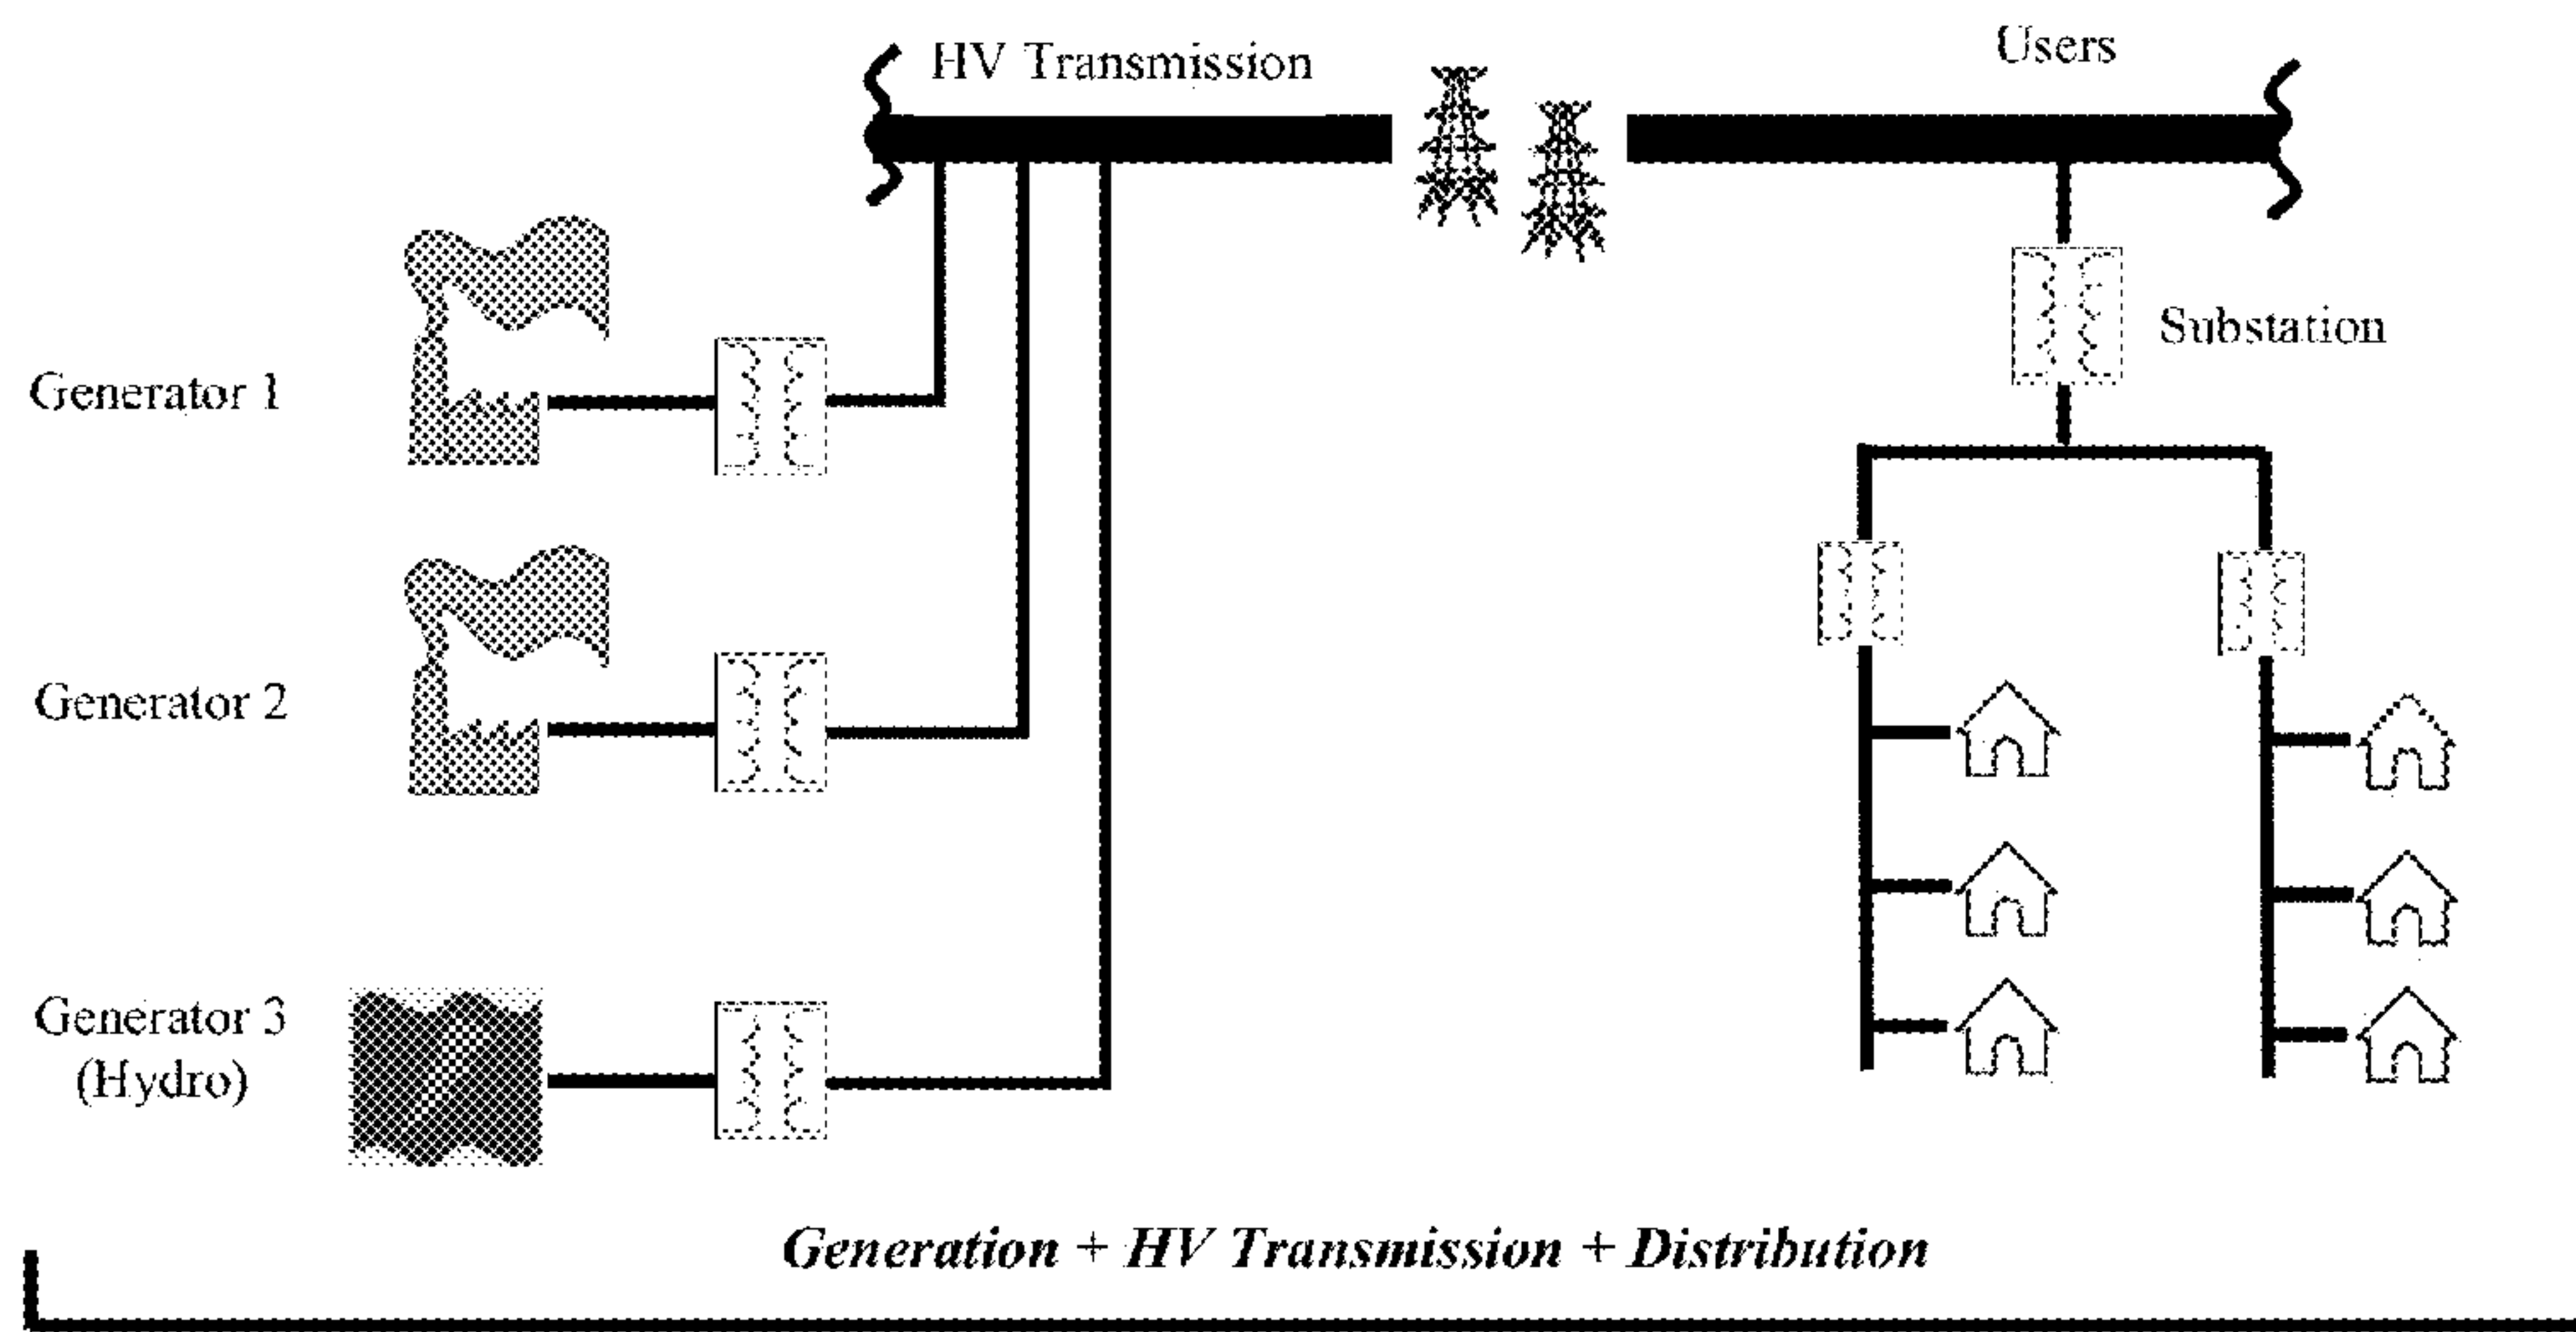 HV Transmission
Users
Substation
Generator 1
Generator 2
Generator 3
(Hydro)
Generation + HV Transmission + Distribution